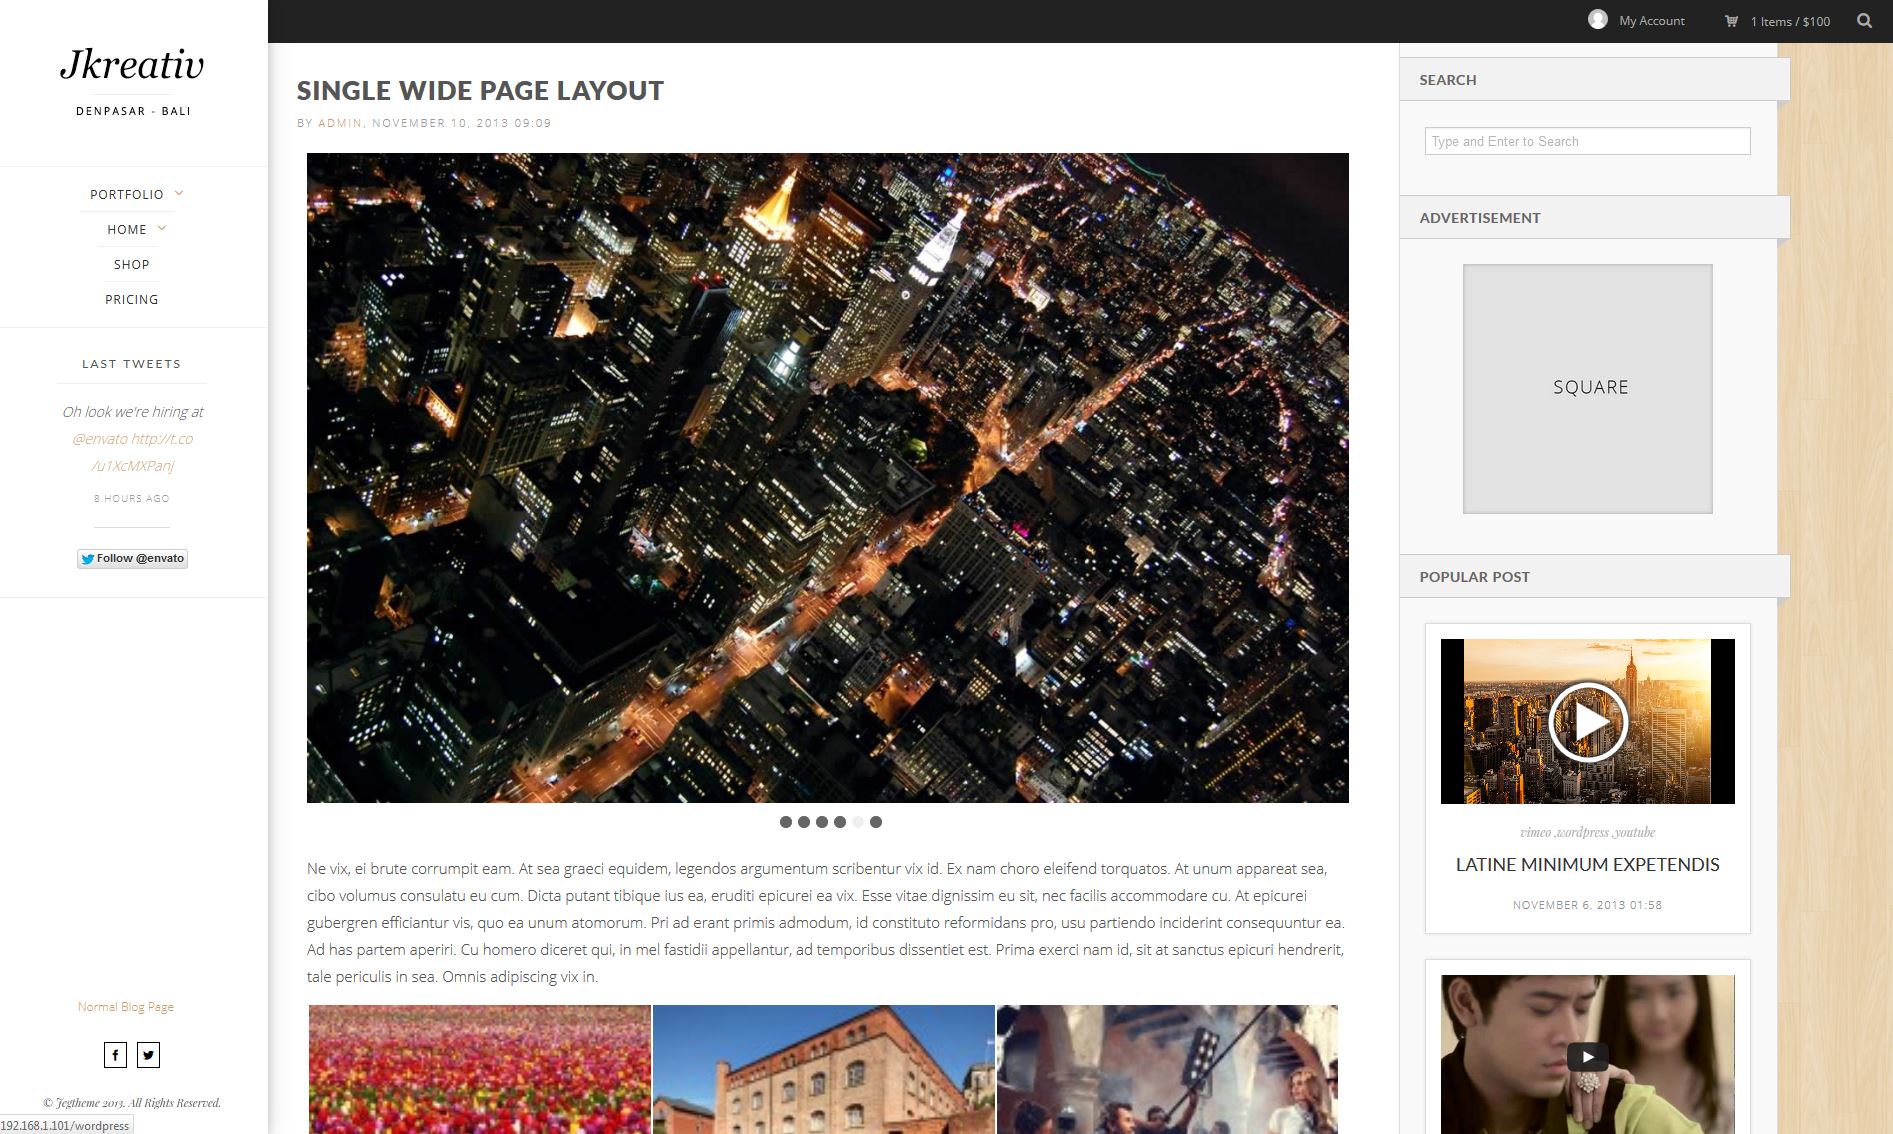 Jkreativ
DENPASAR - BALI
PORTFOLIO
HOME
SHOP
PRICING
LAST TWEETS
Oh look we're hiring at
@envato http://t.co
/u1XcMXPanj
8 HOURS AGO
Follow @envato
Normal Blog Page
© Jegtheme 2013. All Rights Reserved.
192.168.1.101/wordpress
My Account
1 Items / $100
SINGLE WIDE PAGE LAYOUT
BY ADMIN, NOVEMBER 10, 2013 09:09
Ne vix, ei brute corrumpit eam. At sea graeci equidem, legendos argumentum scribentur vix id. Ex nam choro eleifend torquatos. At unum appareat sea,
cibo volumus consulatu eu cum. Dicta putant tibique ius ea, eruditi epicurei ea vix. Esse vitae dignissim eu sit, nec facilis accommodare cu. At epicurei
gubergren efficiantur vis, quo ea unum atomorum. Pri ad erant primis admodum, id constituto reformidans pro, usu partiendo inciderint consequuntur ea.
Ad has partem aperiri. Cu homero diceret qui, in mel fastidii appellantur, ad temporibus dissentiet est. Prima exerci nam id, sit at sanctus epicuri hendrerit,
tale periculis in sea. Omnis adipiscing vix in.
SEARCH
Type and Enter to Search
ADVERTISEMENT
SQUARE
POPULAR POST
vimeo ,wordpress ,youtube
LATINE MINIMUM EXPETENDIS
NOVEMBER 6, 2013 01:58